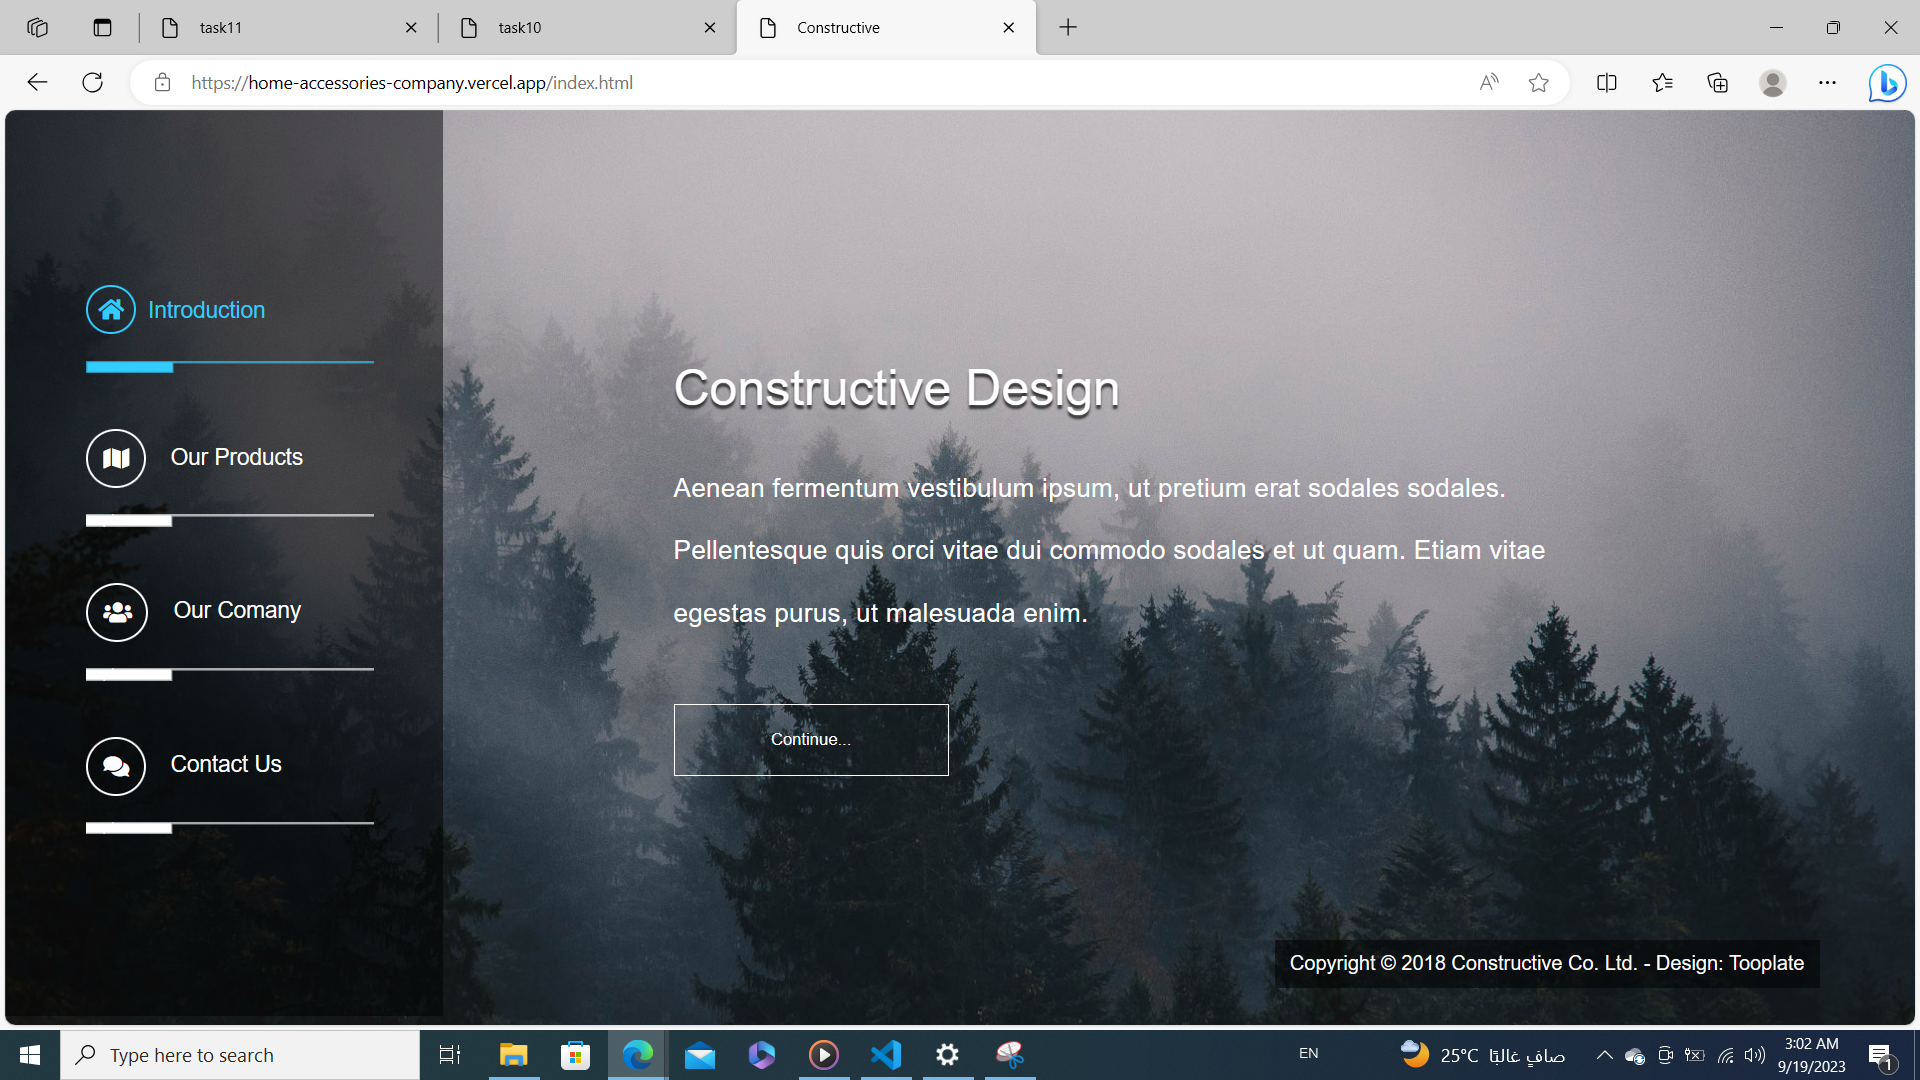 task11
task10
Constructive
https://home-accessories-company.vercel.app/index.html
Introduction
Our Products
Our Comany
Contact Us
Constructive Design
Aenean fermentum vestibulum ipsum, ut pretium erat sodales sodales.
Pellentesque quis orci vitae dui commodo sodales et ut quam. Etiam vitae
egestas purus, ut malesuada enim.
Continue...
Copyright © 2018 Constructive Co. Ltd. - Design: Tooplate
Type here to search
EN
25°C صافٍ غالبًا
3:02 AM
9/19/2023
1